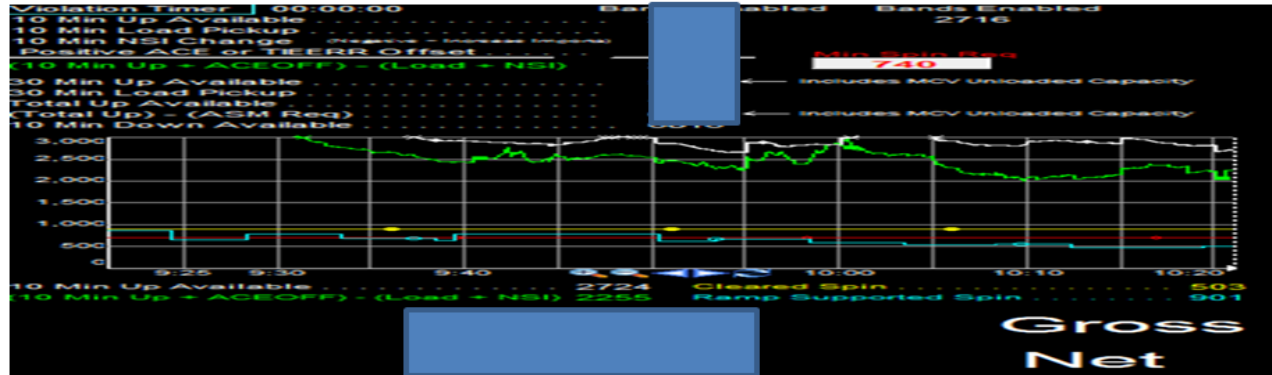 Violation Timer 00:00:00 Bands Enabled
10 Min Up Available . . . . . . . . . . . . . . . . . . . 2716
10 Min Load Pickup . . . . . . . . . . . . . . . . . . .
10 Min NSI Change (Negative = Increase Imports)
Positive ACE or TIEERR Offset . . . . . . Min Spin Req
(10 Min Up + ACEOFF) - (Load + NSI) 740
30 Min Up Available . . . . . . . . . . . . . . . . . . . ← Includes MCV Unloaded Capacity
30 Min Load Pickup . . . . . . . . . . . . . . . . . . .
Total Up Available . . . . . . . . . . . . . . . . . . .
(Total Up) - (ASM Req) . . . . . . . . . . . . . . . ← Includes MCV Unloaded Capacity
10 Min Down Available . . . . . . . . . . . . . . .
3,000
2,500
2,000
1,500
1,000
500
9:25 9:30 9:40 10:00 10:10 10:20
10 Min Up Available . . . . . . . . . . . . . . 2724 Cleared Spin . . . . . . . . . . . . . . . . 503
(10 Min Up + ACEOFF) - (Load + NSI) 2255 Ramp Supported Spin . . . . . . . . . . 901
Gross
Net